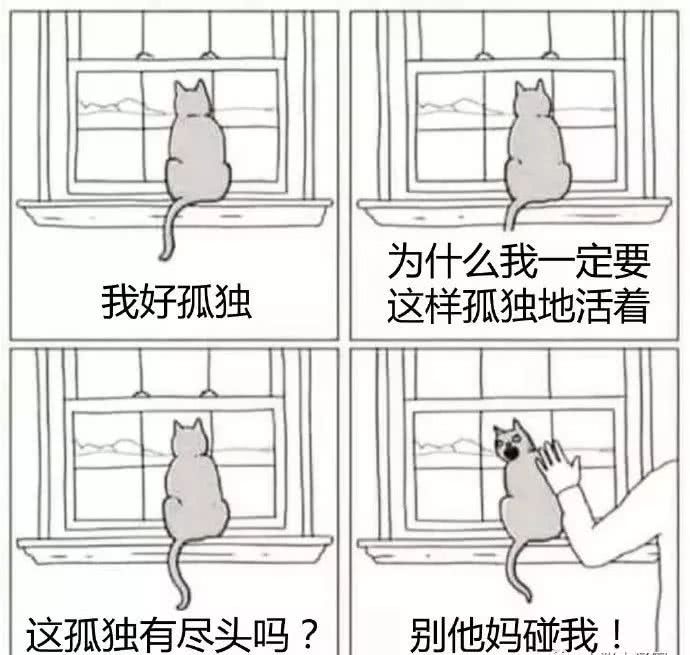 我好孤独
为什么我一定要
这样孤独地活着
这孤独有尽头吗？
别他妈碰我！